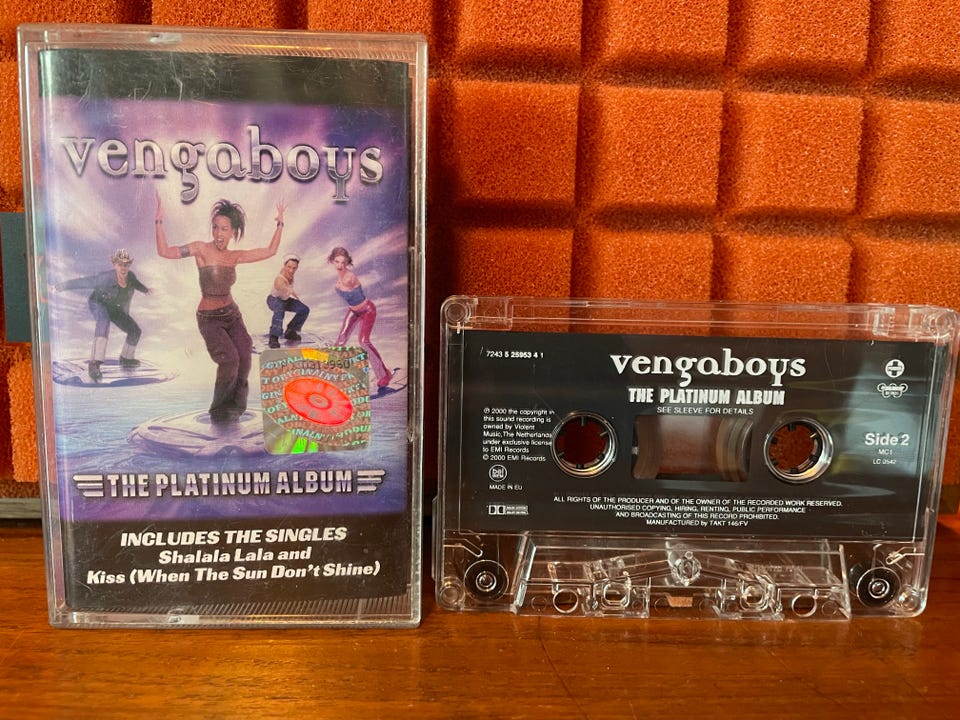 vengaboys
THE PLATINUM ALBUM
INCLUDES THE SINGLES
Shalala Lala and
Kiss (When The Sun Don't Shine)
7243 5 25953 4 1
vengaboys
THE PLATINUM ALBUM
SEE SLEEVE FOR DETAILS
℗ 2000 the copyright in
this sound recording is
owned by Violent
Music, The Netherlands
under exclusive license
to EMI Records
© 2000 EMI Records
MADE IN EU
Side 2
MC 1
LC 0542
ALL RIGHTS OF THE PRODUCER AND OF THE OWNER OF THE RECORDED WORK RESERVED.
UNAUTHORISED COPYING, HIRING, RENTING, PUBLIC PERFORMANCE
AND BROADCASTING OF THIS RECORD PROHIBITED.
MANUFACTURED by TAKT 146/FV